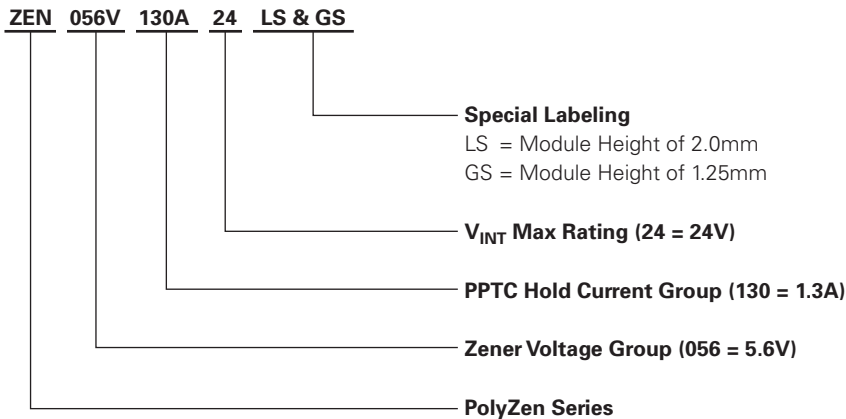 ZEN 056V 130A 24 LS & GS
Special Labeling
LS = Module Height of 2.0mm
GS = Module Height of 1.25mm
VINT Max Rating (24 = 24V)
PPTC Hold Current Group (130 = 1.3A)
Zener Voltage Group (056 = 5.6V)
PolyZen Series